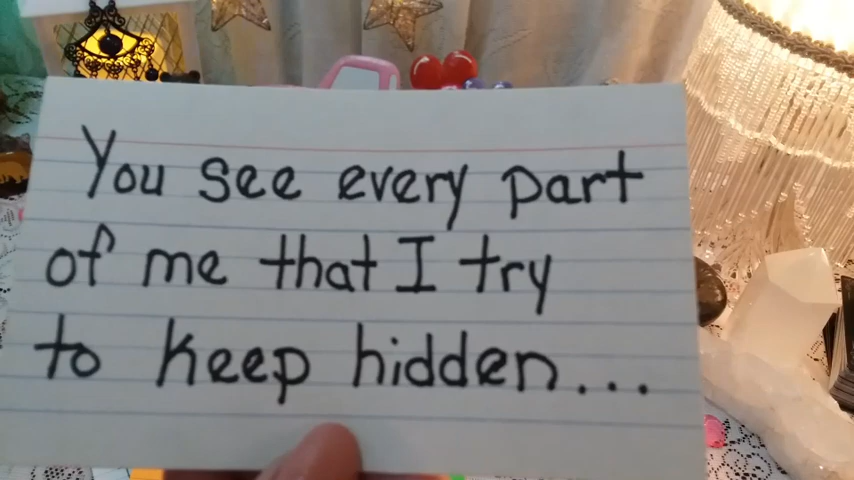 You see every part
of me that I try
to keep hidden...